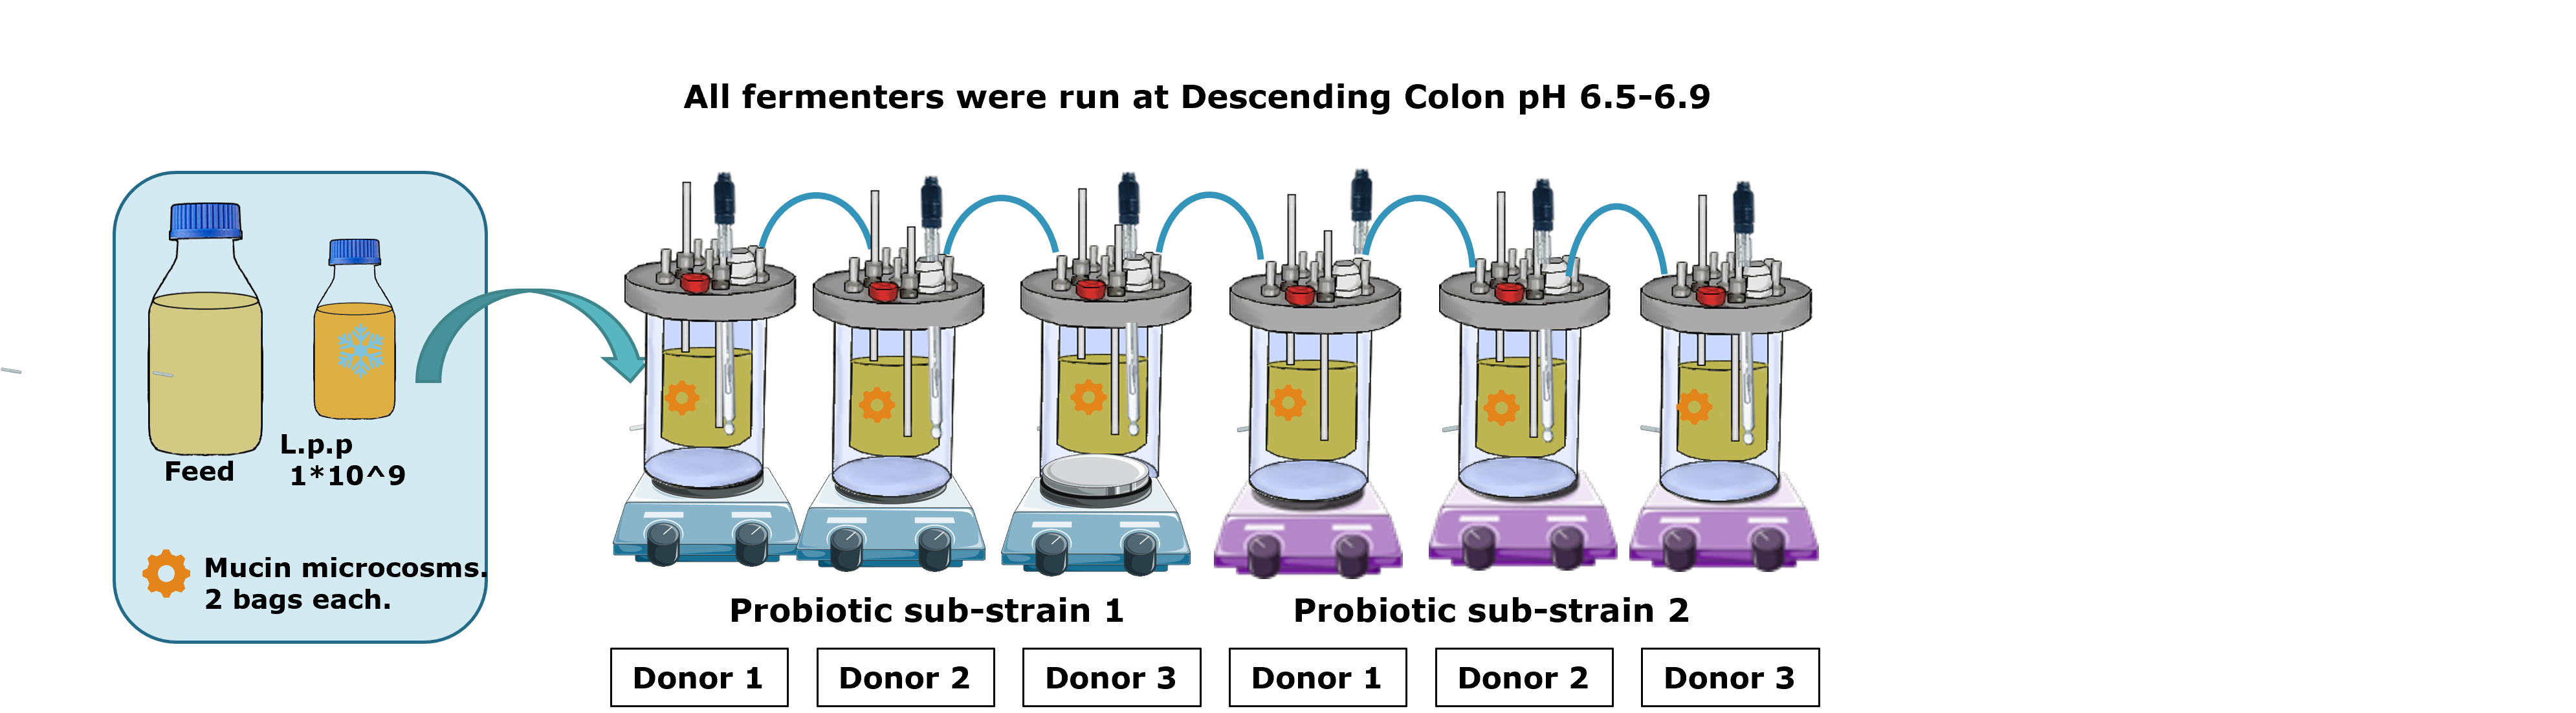 All fermenters were run at Descending Colon pH 6.5-6.9
Feed
L.p.p
1*10^9
Mucin microcosms.
2 bags each.
Probiotic sub-strain 1
Probiotic sub-strain 2
Donor 1
Donor 2
Donor 3
Donor 1
Donor 2
Donor 3